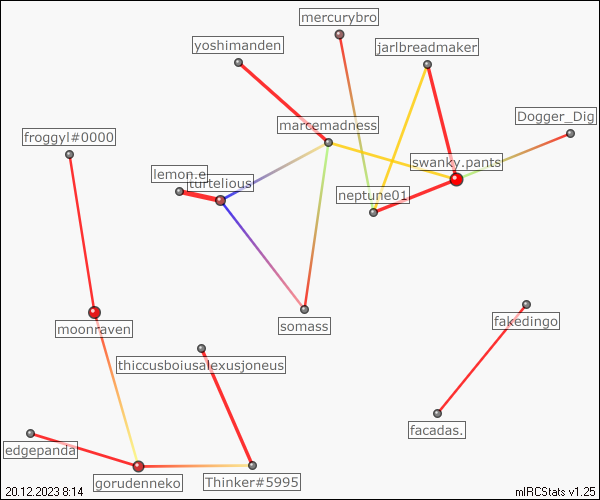 mercurybro
yoshimanden
jarlbreadmaker
Dogger_Dig
marcemadness
froggyl#0000
swanky.pants
lemon.e
turtelious
neptune01
somass
fakedingo
moonraven
thiccusboiusalexusjoneus
facadas.
edgepanda
gorudenneko
Thinker#5995
20.12.2023 8:14
mIRCStats v1.25